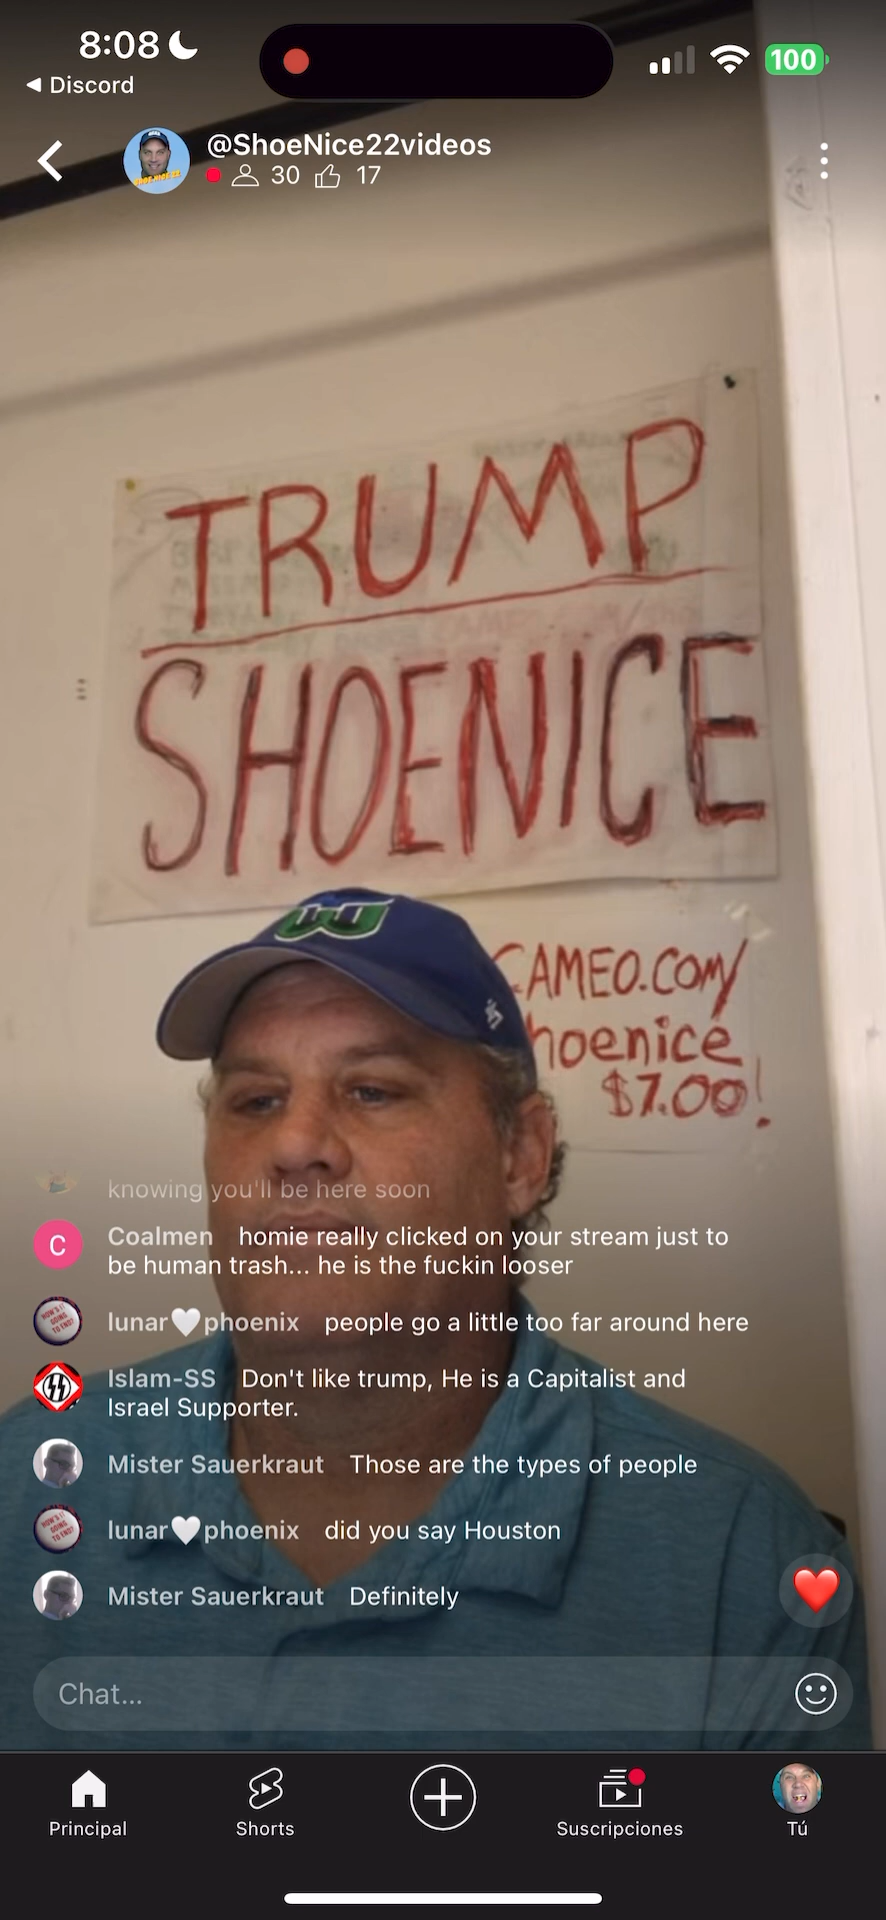 8:08
100
Discord
@ShoeNice22videos
30 17
TRUMP
SHOENICE
CAMEO.COM/
hoenice
$7.00!
knowing you'll be here soon
C
Coalmen homie really clicked on your stream just to
be human trash... he is the fuckin looser
lunar🤍phoenix people go a little too far around here
Islam-SS Don't like trump, He is a Capitalist and
Israel Supporter.
Mister Sauerkraut Those are the types of people
lunar🤍phoenix did you say Houston
Mister Sauerkraut Definitely
Chat...
Principal Shorts Suscripciones Tú